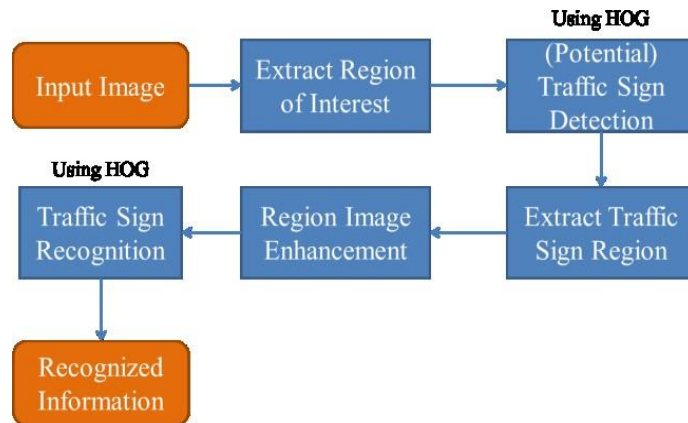 Using HOG
Input Image
Extract Region
of Interest
(Potential)
Traffic Sign
Detection
Using HOG
Traffic Sign
Recognition
Region Image
Enhancement
Extract Traffic
Sign Region
Recognized
Information